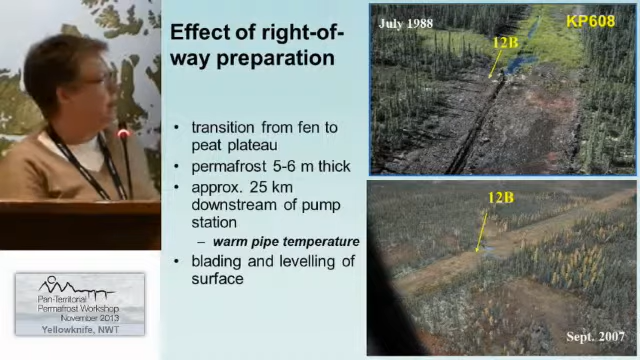 Effect of right-of-
way preparation
• transition from fen to
peat plateau
• permafrost 5-6 m thick
• approx. 25 km
downstream of pump
station
– warm pipe temperature
• blading and levelling of
surface
July 1988
KP608
12B
12B
Sept. 2007
Pan-Territorial
Permafrost Workshop
November 2013
Yellowknife, NWT